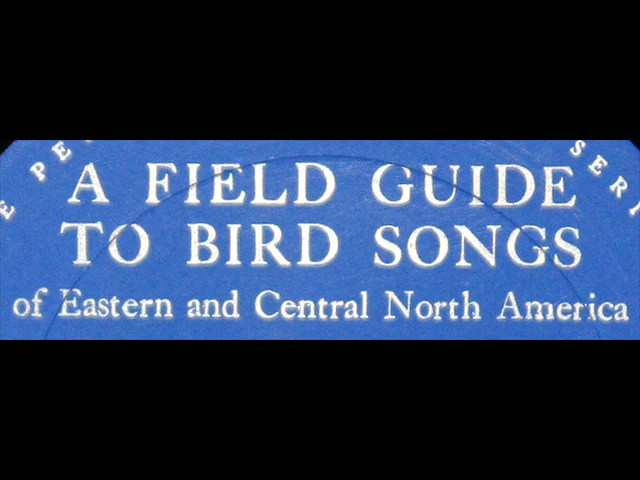 A FIELD GUIDE
TO BIRD SONGS
of Eastern and Central North America